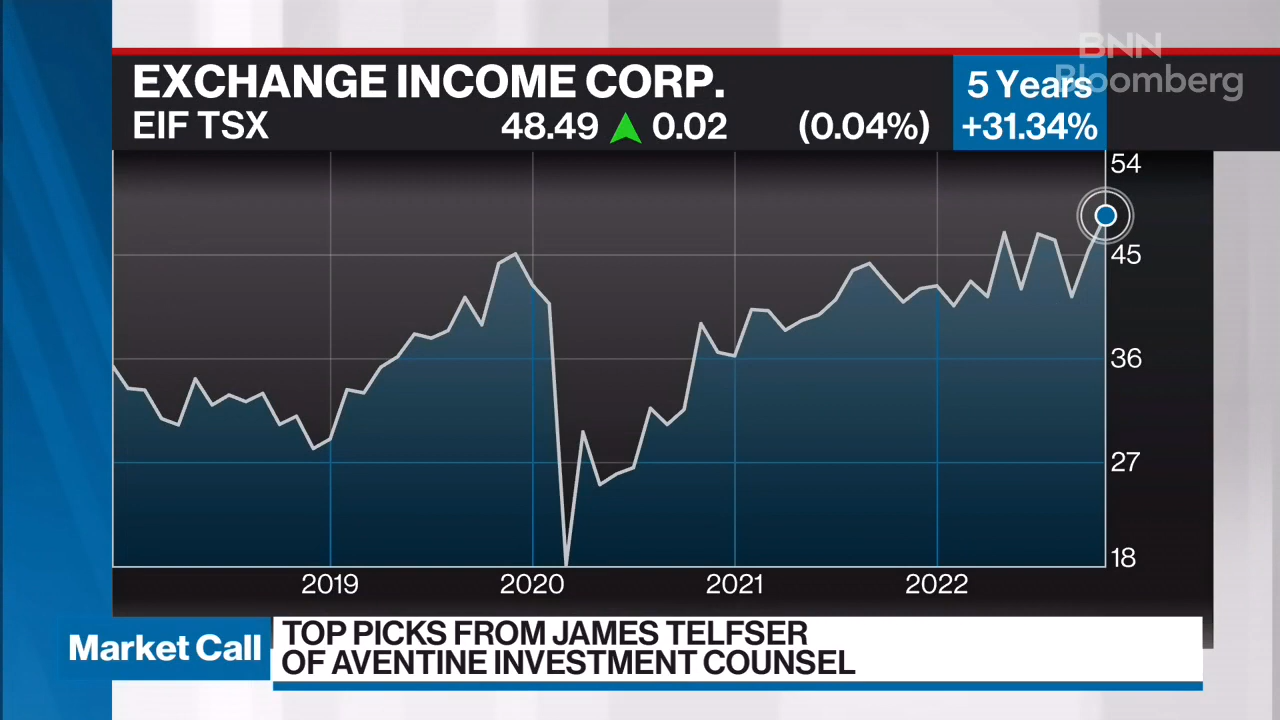 BNN
Bloomberg
EXCHANGE INCOME CORP.
5 Years
EIF TSX
48.49 ▲ 0.02 (0.04%)
+31.34%
54
45
36
27
18
2019 2020 2021 2022
Market Call
TOP PICKS FROM JAMES TELFSER
OF AVENTINE INVESTMENT COUNSEL